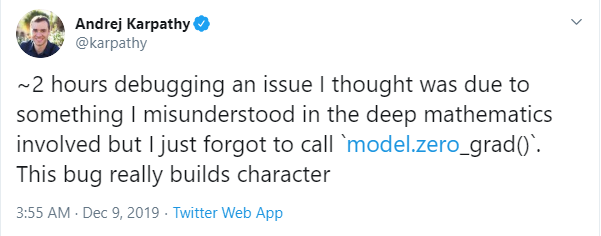 Andrej Karpathy
@karpathy
~2 hours debugging an issue I thought was due to
something I misunderstood in the deep mathematics
involved but I just forgot to call `model.zero_grad()`.
This bug really builds character
3:55 AM · Dec 9, 2019 · Twitter Web App